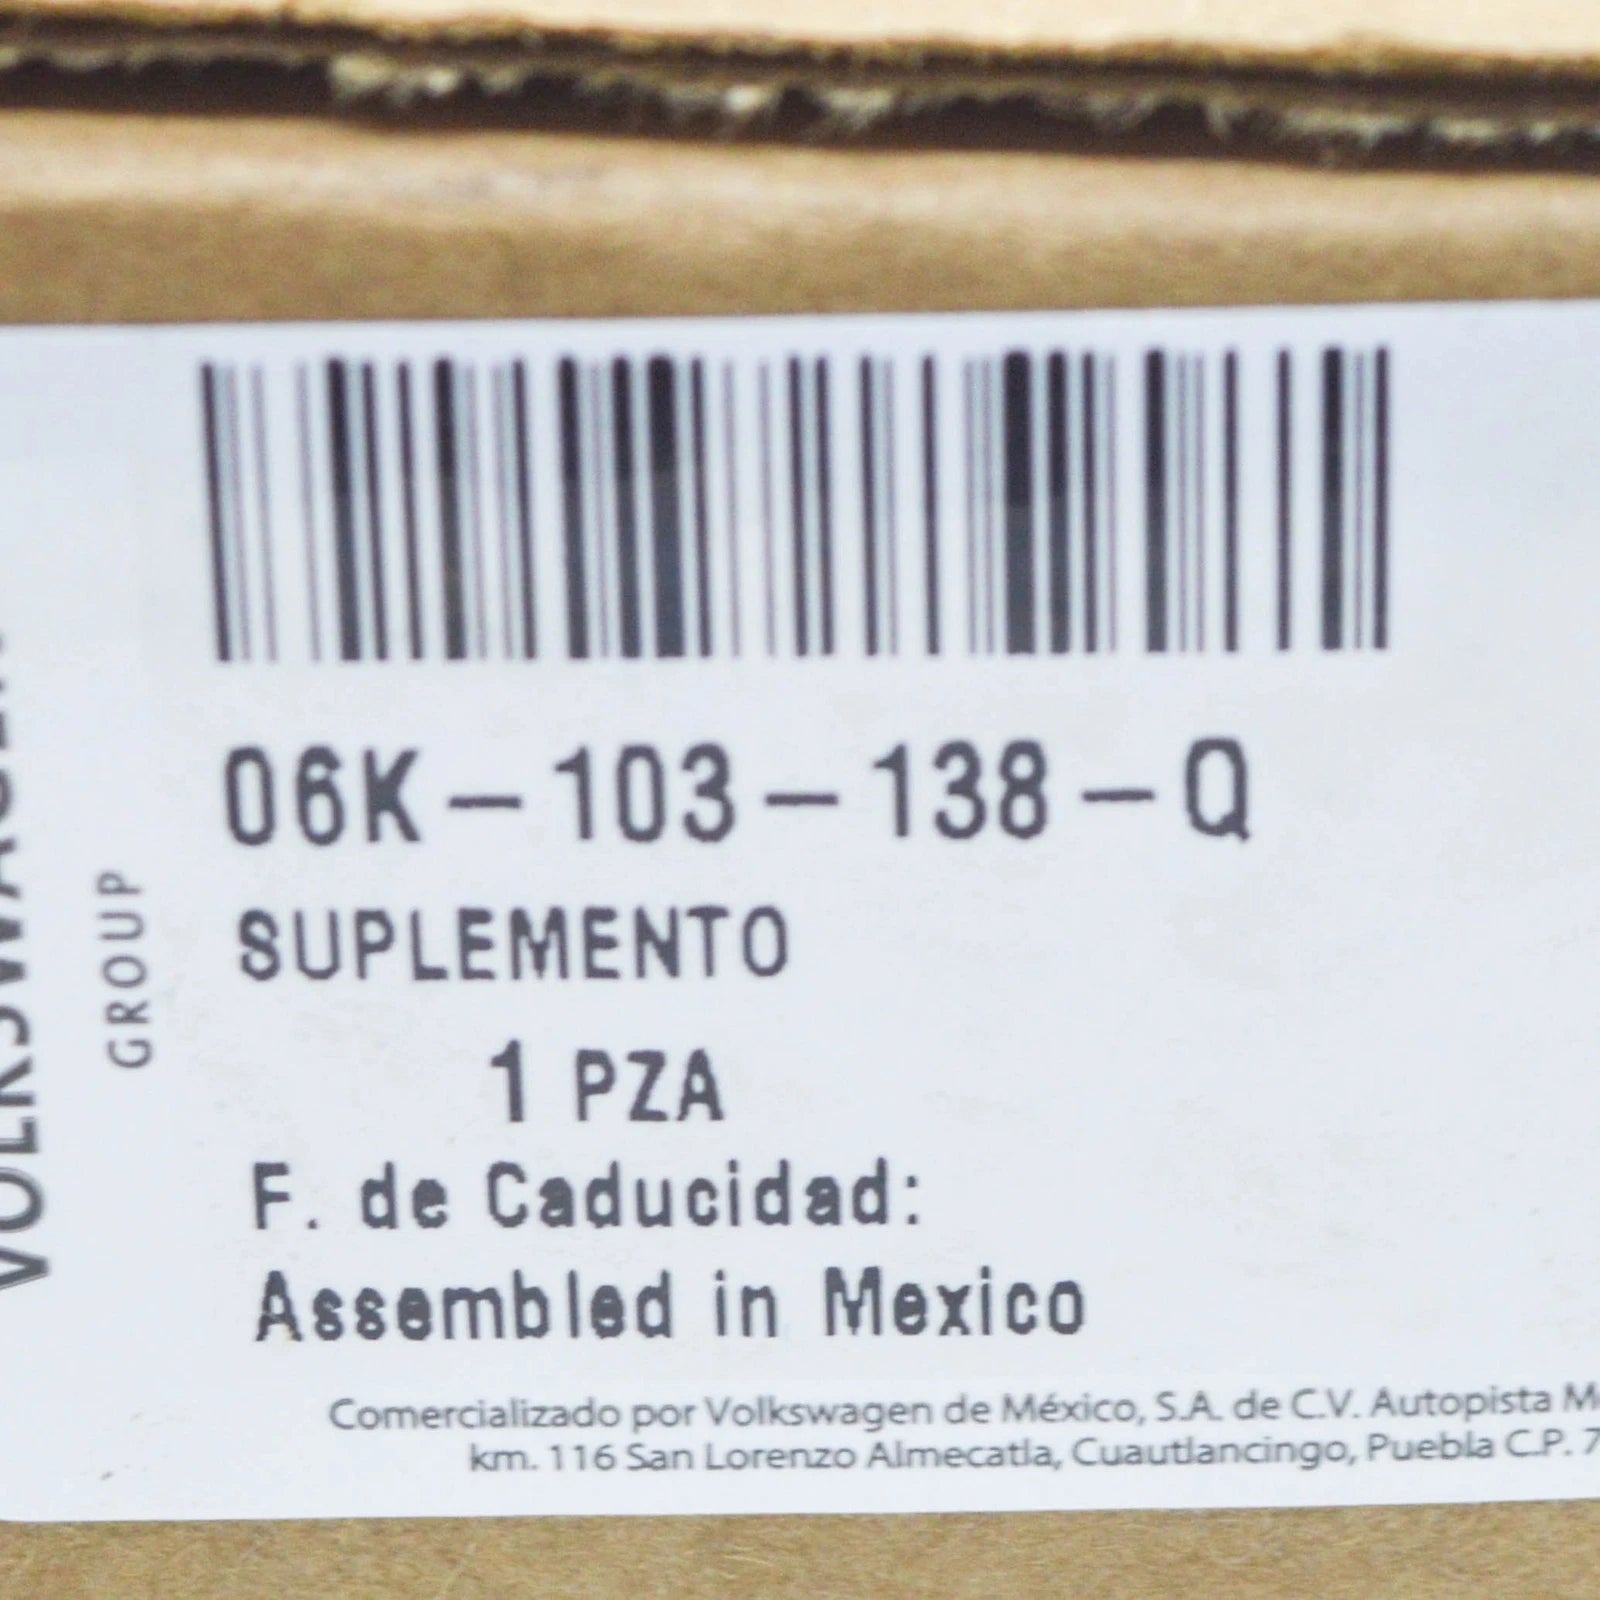 VOLKSWAGEN
GROUP
06K-103-138-Q
SUPLEMENTO
1 PZA
F. de Caducidad:
Assembled in Mexico
Comercializado por Volkswagen de México, S.A. de C.V. Autopista
km. 116 San Lorenzo Almecatla, Cuautlancingo, Puebla C.P.